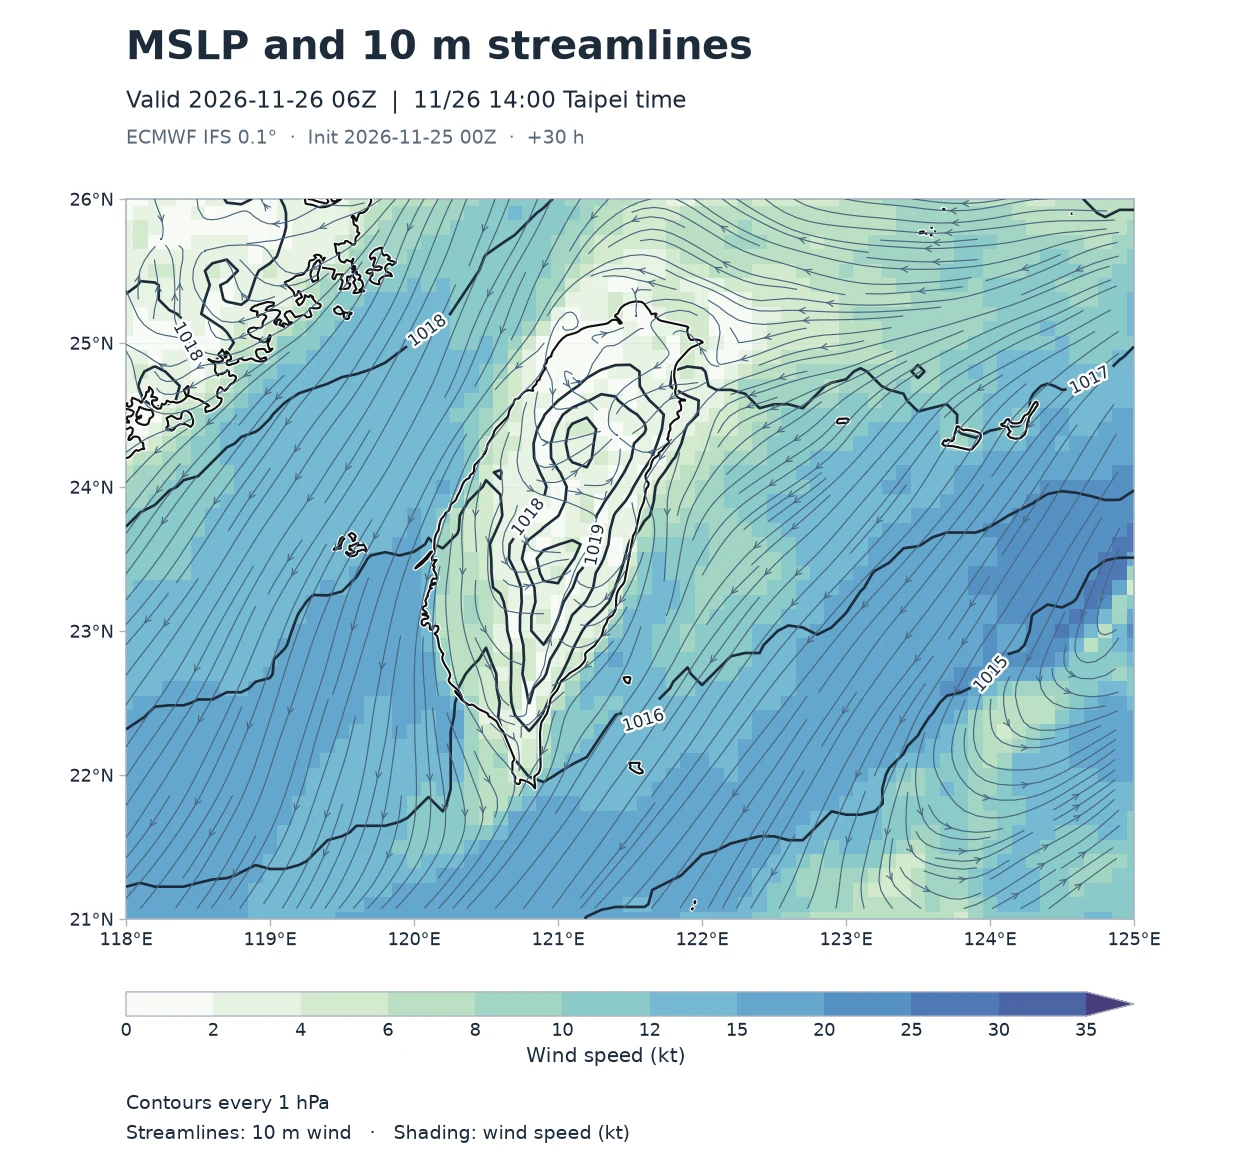 MSLP and 10 m streamlines
Valid 2026-11-26 06Z | 11/26 14:00 Taipei time
ECMWF IFS 0.1° · Init 2026-11-25 00Z · +30 h
26°N
25°N
24°N
23°N
22°N
21°N
1018
1018
1017
1018
1019
1015
1016
118°E 119°E 120°E 121°E 122°E 123°E 124°E 125°E
0 2 4 6 8 10 12 15 20 25 30 35
Wind speed (kt)
Contours every 1 hPa
Streamlines: 10 m wind · Shading: wind speed (kt)